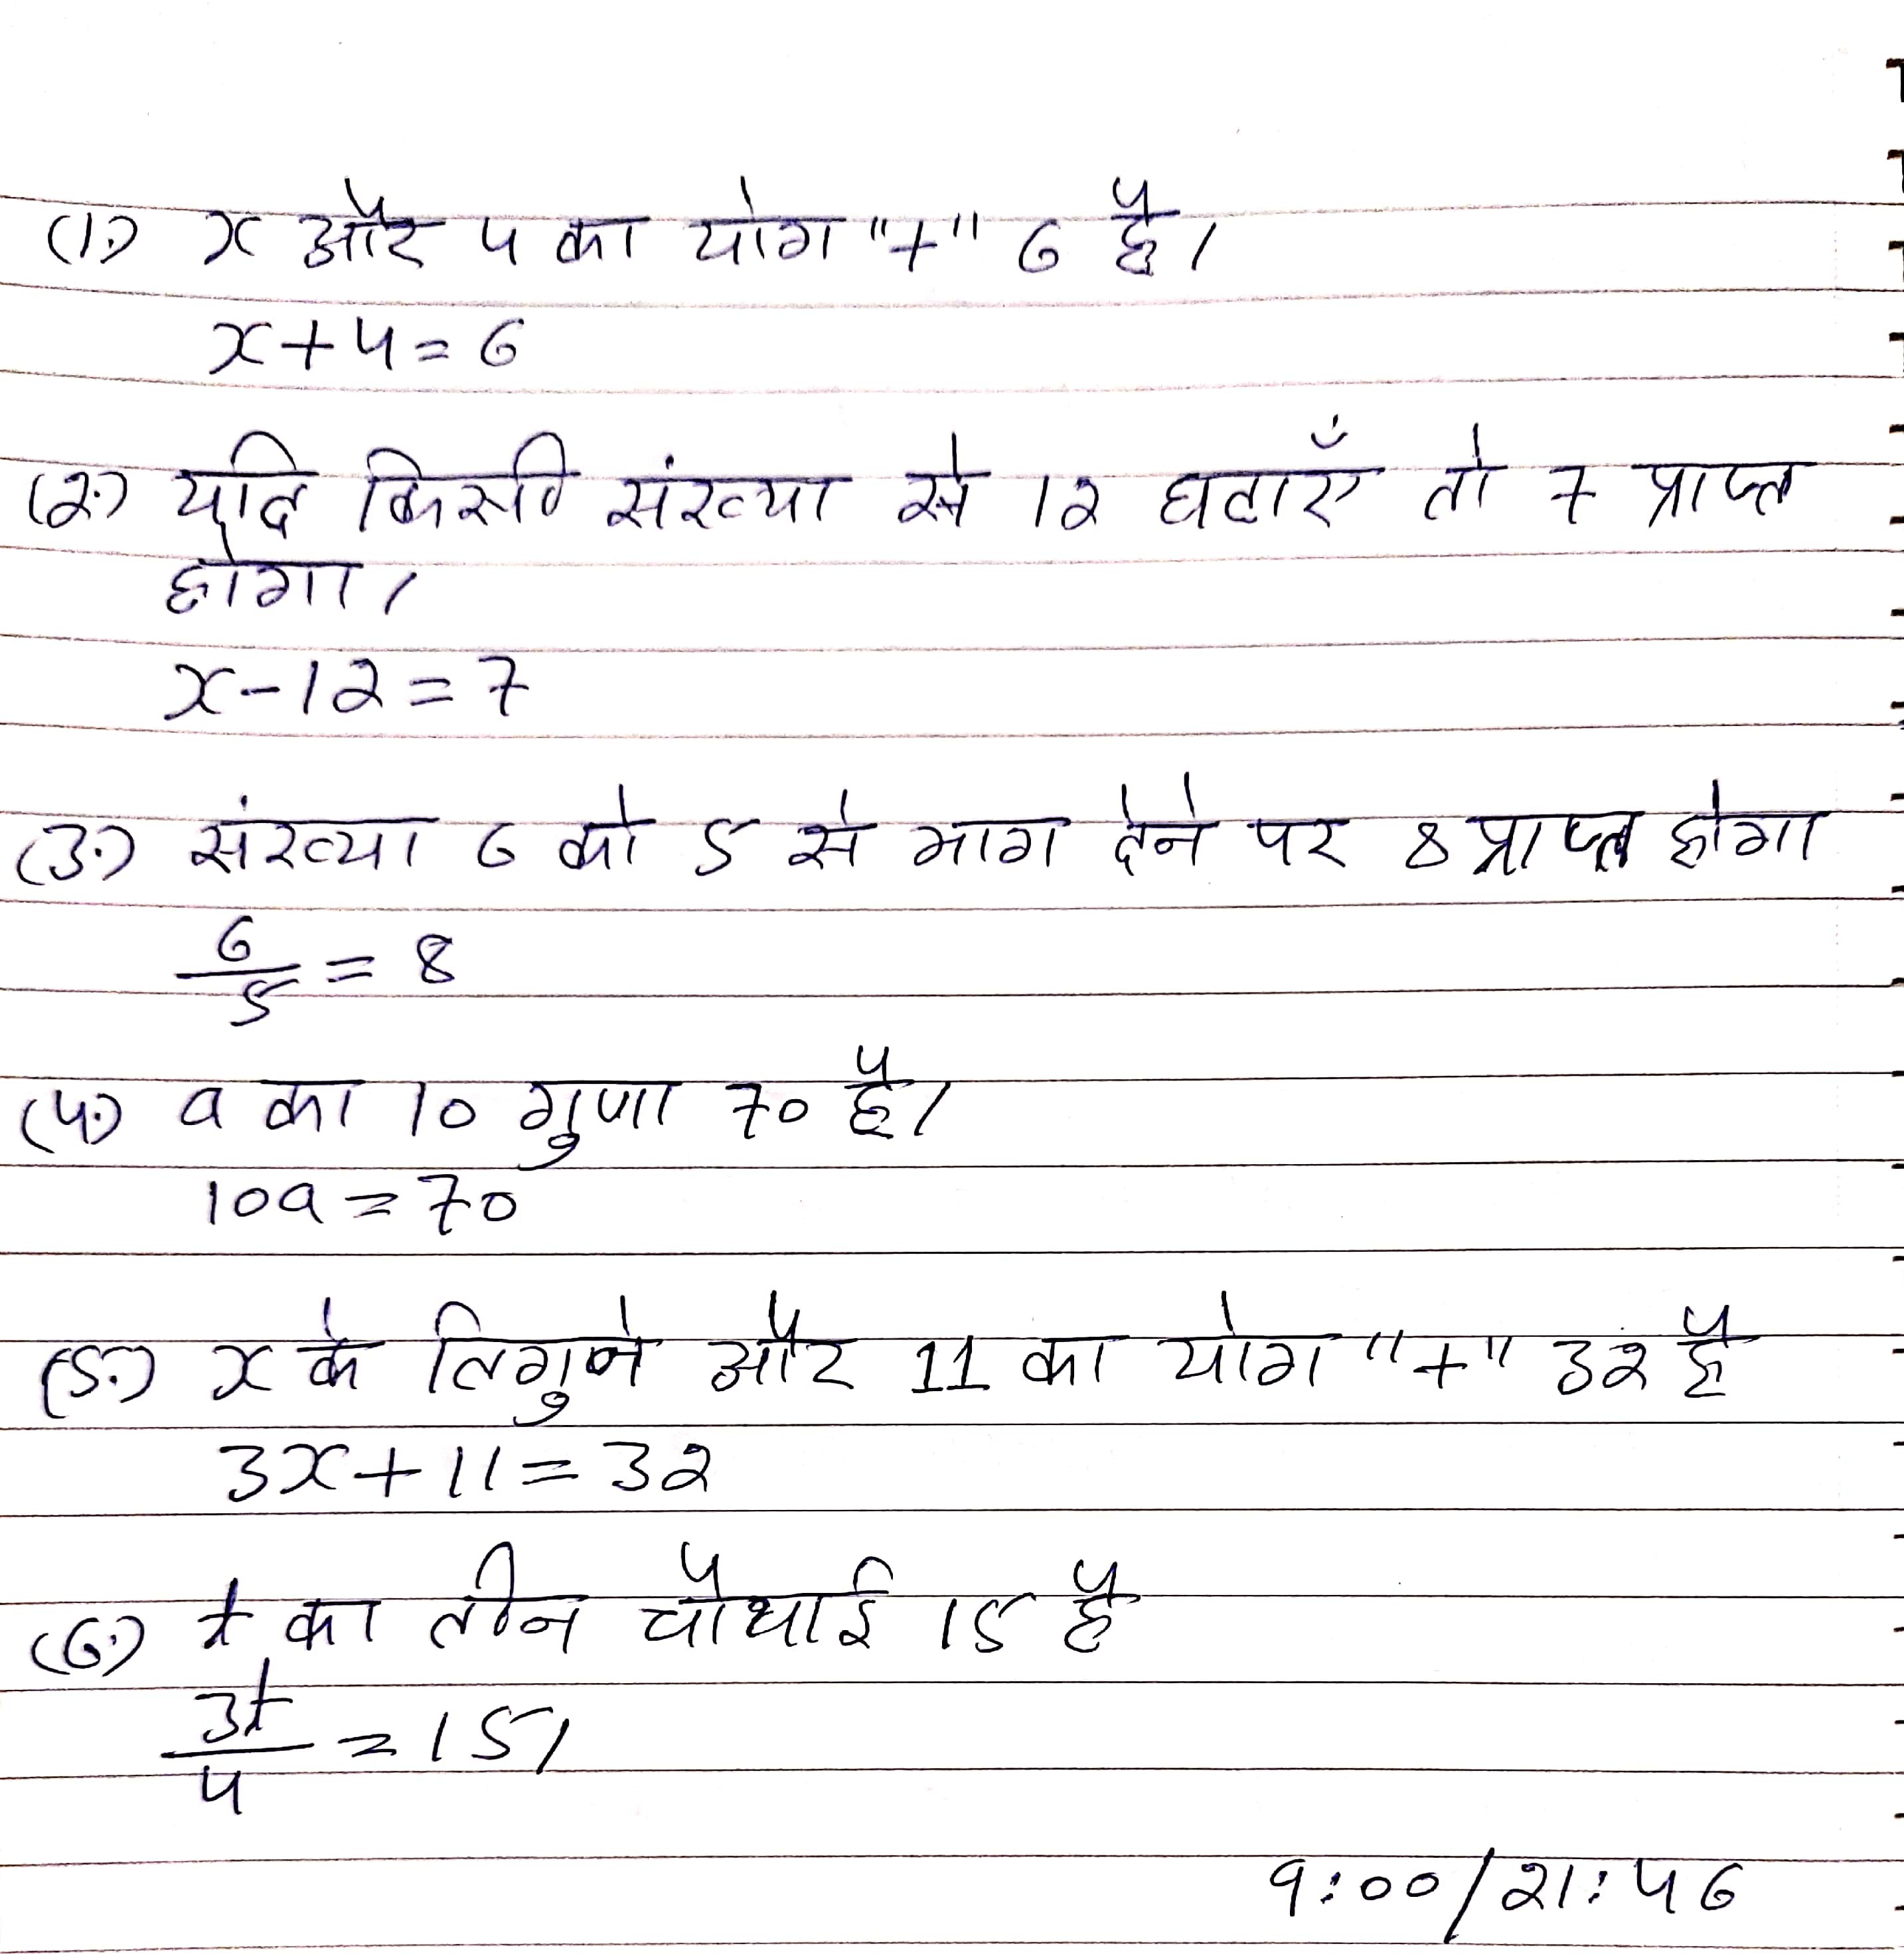 (1.) x और 4 का योग "+" 6 है।
x+4=6
(2.) यदि किसी संख्या से 12 घटाएँ तो 7 प्राप्त
होगा।
x-12=7
(3.) संख्या 6 को 5 से भाग देने पर 8 प्राप्त होगा
6/5 = 8
(4.) a का 10 गुणा 70 है।
10a=70
(5.) x के तिगुने और 11 का योग "+" 32 है
3x+11=32
(6.) t का तीन चौथाई 15 है
3t/4 = 15।
9:00/21:46